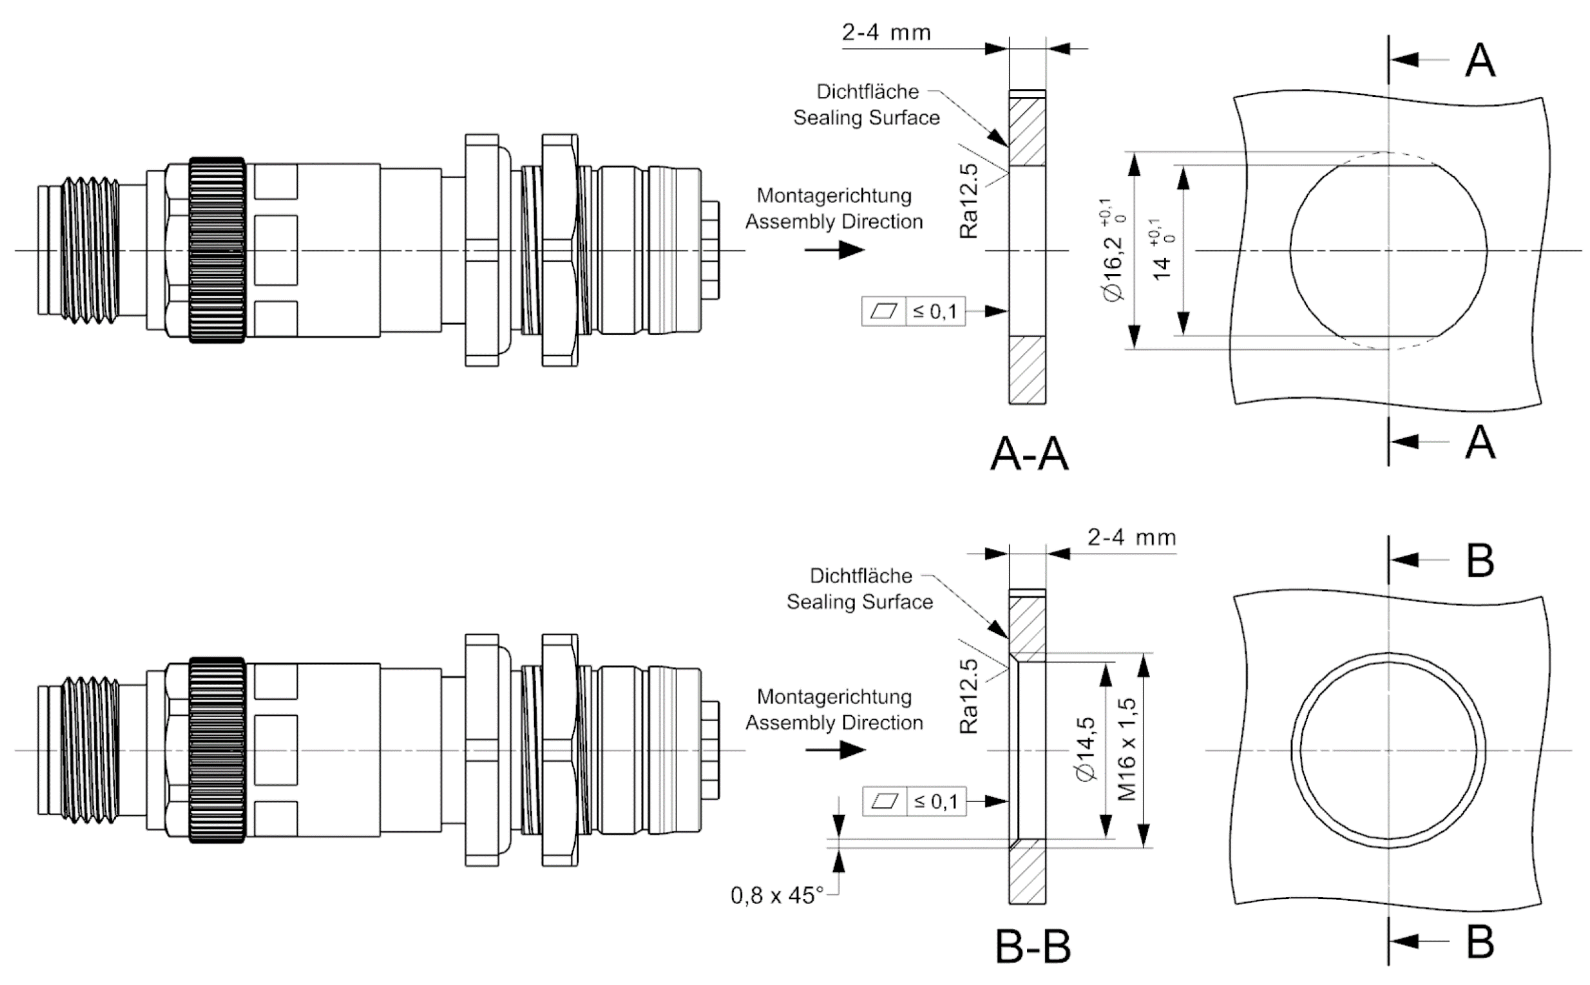 2-4 mm
A
Dichtfläche
Sealing Surface
Ra12.5
Montagerichtung
Assembly Direction
Ø16,2 +0,1 0
14 +0,1 0
≤ 0,1
A-A
A
2-4 mm
B
Dichtfläche
Sealing Surface
Ra12.5
Montagerichtung
Assembly Direction
Ø14,5
M16 x 1,5
≤ 0,1
0,8 x 45°
B-B
B